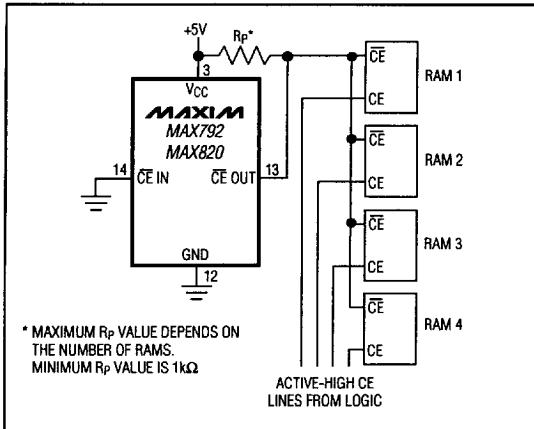 +5V
Rp*
3
VCC
MAXIM
MAX792
MAX820
14
CE IN
CE OUT
13
GND
12
CE
CE
RAM 1
CE
CE
RAM 2
CE
CE
RAM 3
CE
CE
RAM 4
* MAXIMUM Rp VALUE DEPENDS ON
THE NUMBER OF RAMS.
MINIMUM Rp VALUE IS 1kΩ
ACTIVE-HIGH CE
LINES FROM LOGIC